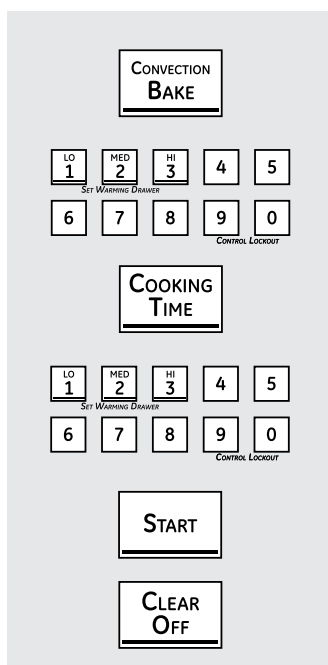 CONVECTION
BAKE
LO MED HI
1 2 3 4 5
SET WARMING DRAWER
6 7 8 9 0
CONTROL LOCKOUT
COOKING
TIME
LO MED HI
1 2 3 4 5
SET WARMING DRAWER
6 7 8 9 0
CONTROL LOCKOUT
START
CLEAR
OFF